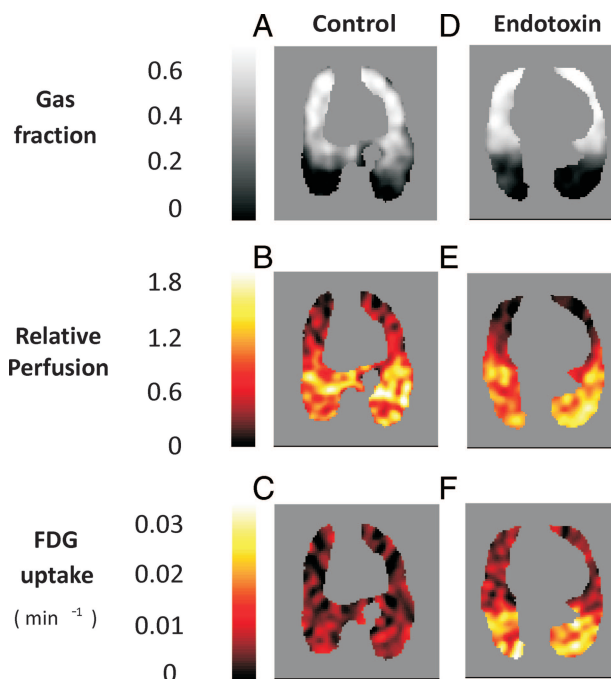 A Control D Endotoxin
Gas
fraction
0.6
0.4
0.2
0
B E
Relative
Perfusion
1.8
1.2
0.6
0
C F
FDG
uptake
( min ⁻¹ )
0.03
0.02
0.01
0